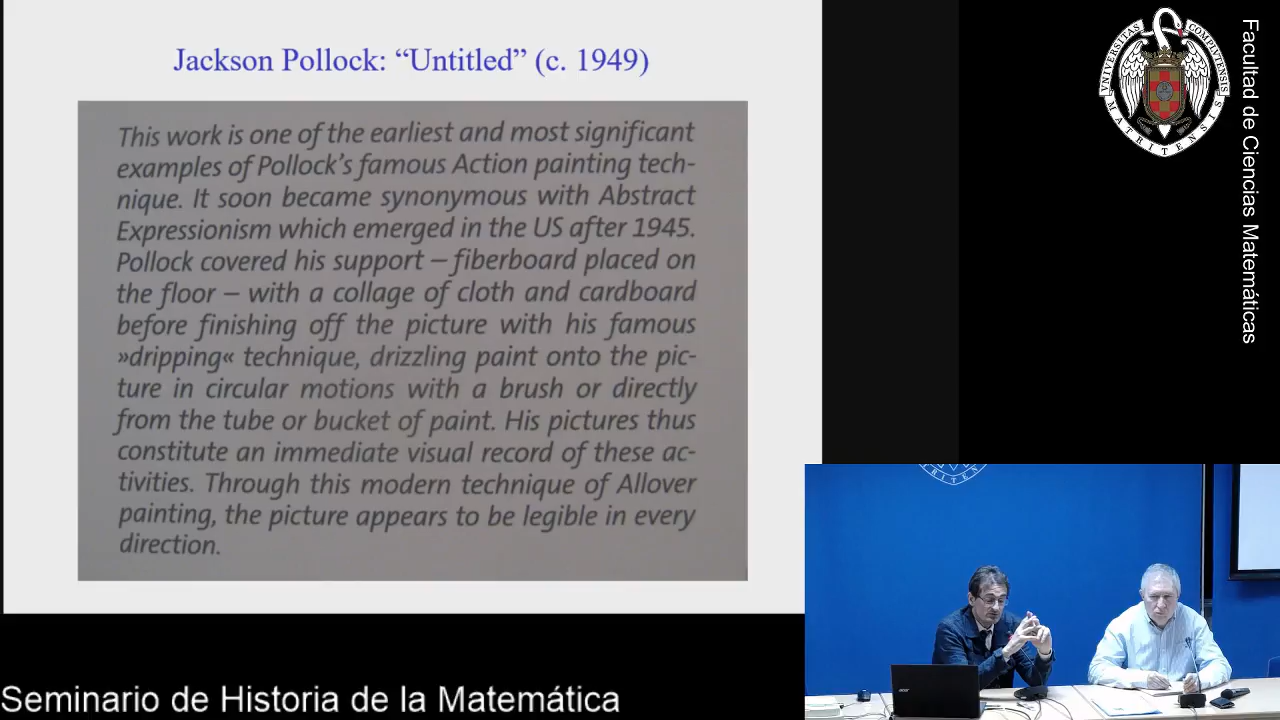 Jackson Pollock: “Untitled” (c. 1949)
This work is one of the earliest and most significant
examples of Pollock’s famous Action painting tech-
nique. It soon became synonymous with Abstract
Expressionism which emerged in the US after 1945.
Pollock covered his support – fiberboard placed on
the floor – with a collage of cloth and cardboard
before finishing off the picture with his famous
»dripping« technique, drizzling paint onto the pic-
ture in circular motions with a brush or directly
from the tube or bucket of paint. His pictures thus
constitute an immediate visual record of these ac-
tivities. Through this modern technique of Allover
painting, the picture appears to be legible in every
direction.
VNIVERSITAS COMPLVTENSIS
MATRITENSIS
Facultad de Ciencias Matemáticas
TRITEN
acer
Seminario de Historia de la Matemática